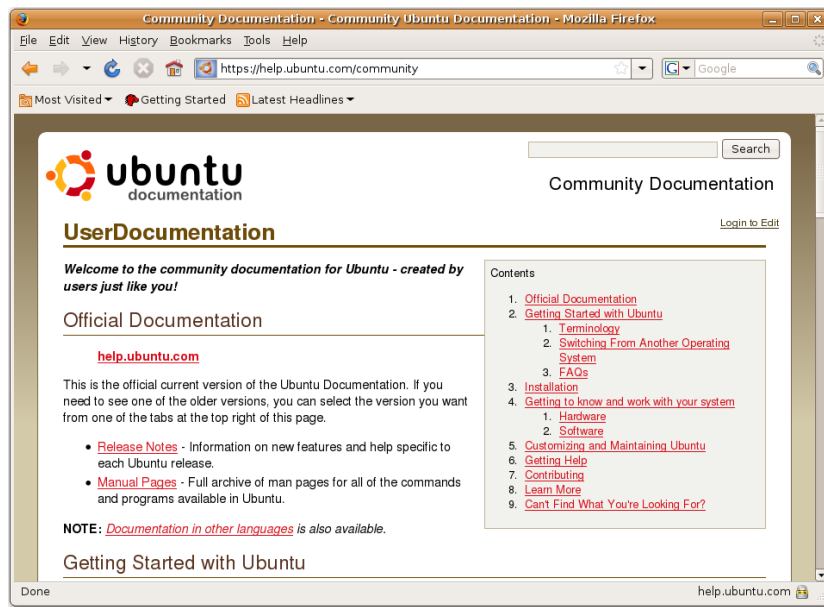 Community Documentation - Community Ubuntu Documentation - Mozilla Firefox
File Edit View History Bookmarks Tools Help
https://help.ubuntu.com/community
G Google
Most Visited Getting Started Latest Headlines
Search
ubuntu
documentation
Community Documentation
Login to Edit
UserDocumentation
Welcome to the community documentation for Ubuntu - created by
users just like you!
Official Documentation
help.ubuntu.com
This is the official current version of the Ubuntu Documentation. If you
need to see one of the older versions, you can select the version you want
from one of the tabs at the top right of this page.
• Release Notes - Information on new features and help specific to
each Ubuntu release.
• Manual Pages - Full archive of man pages for all of the commands
and programs available in Ubuntu.
NOTE: Documentation in other languages is also available.
Getting Started with Ubuntu
Contents
1. Official Documentation
2. Getting Started with Ubuntu
1. Terminology
2. Switching From Another Operating
System
3. FAQs
3. Installation
4. Getting to know and work with your system
1. Hardware
2. Software
5. Customizing and Maintaining Ubuntu
6. Getting Help
7. Contributing
8. Learn More
9. Can't Find What You're Looking For?
Done
help.ubuntu.com